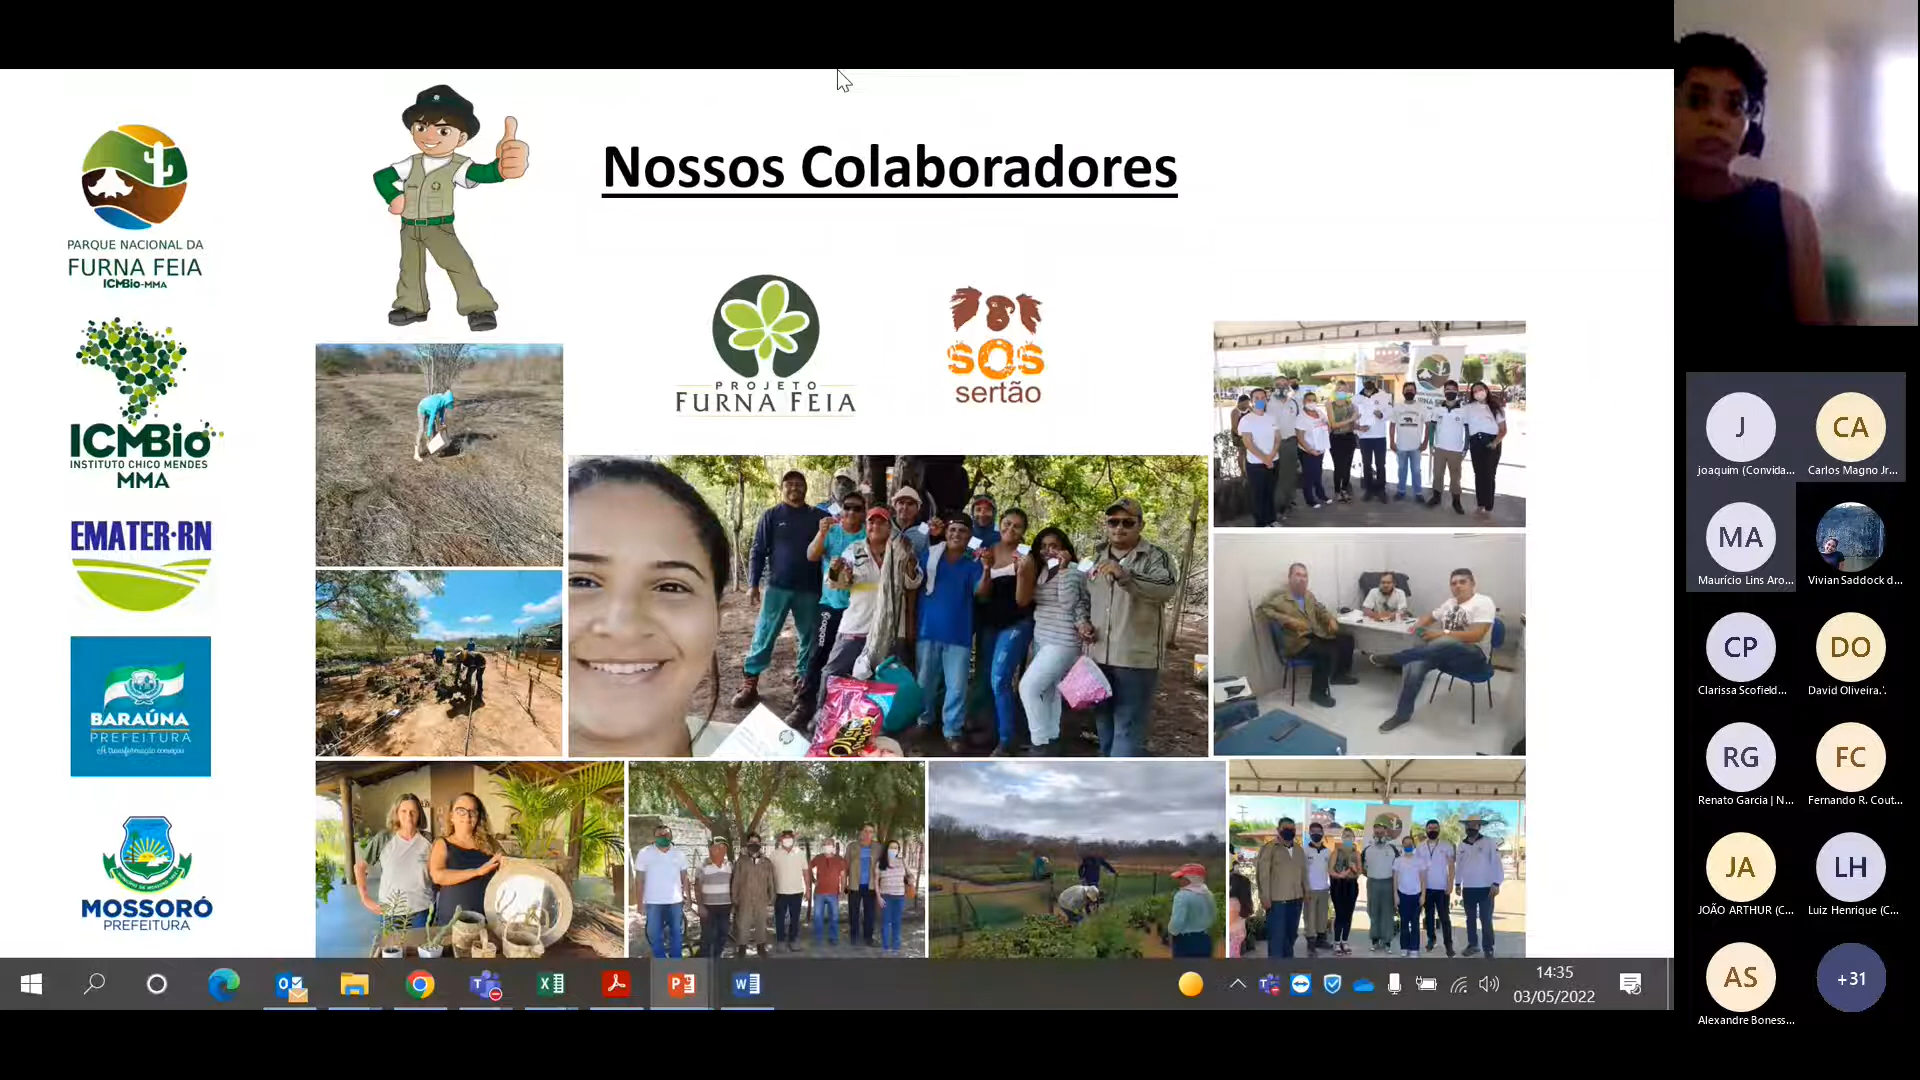 Nossos Colaboradores
PARQUE NACIONAL DA
FURNA FEIA
ICMBio-MMA
ICMBio
INSTITUTO CHICO MENDES
MMA
EMATER·RN
BARAÚNA
PREFEITURA
A transformação começou
MOSSORÓ
PREFEITURA
PROJETO
FURNA FEIA
SOS
sertão
J
joaquim (Convida...
CA
Carlos Magno Jr...
MA
Maurício Lins Aro...
Vivian Saddock d...
CP
Clarissa Scofield...
DO
David Oliveira.'.
RG
Renato Garcia | N...
FC
Fernando R. Cout...
JA
JOÃO ARTHUR (C...
LH
Luiz Henrique (C...
AS
Alexandre Boness...
+31
14:35
03/05/2022